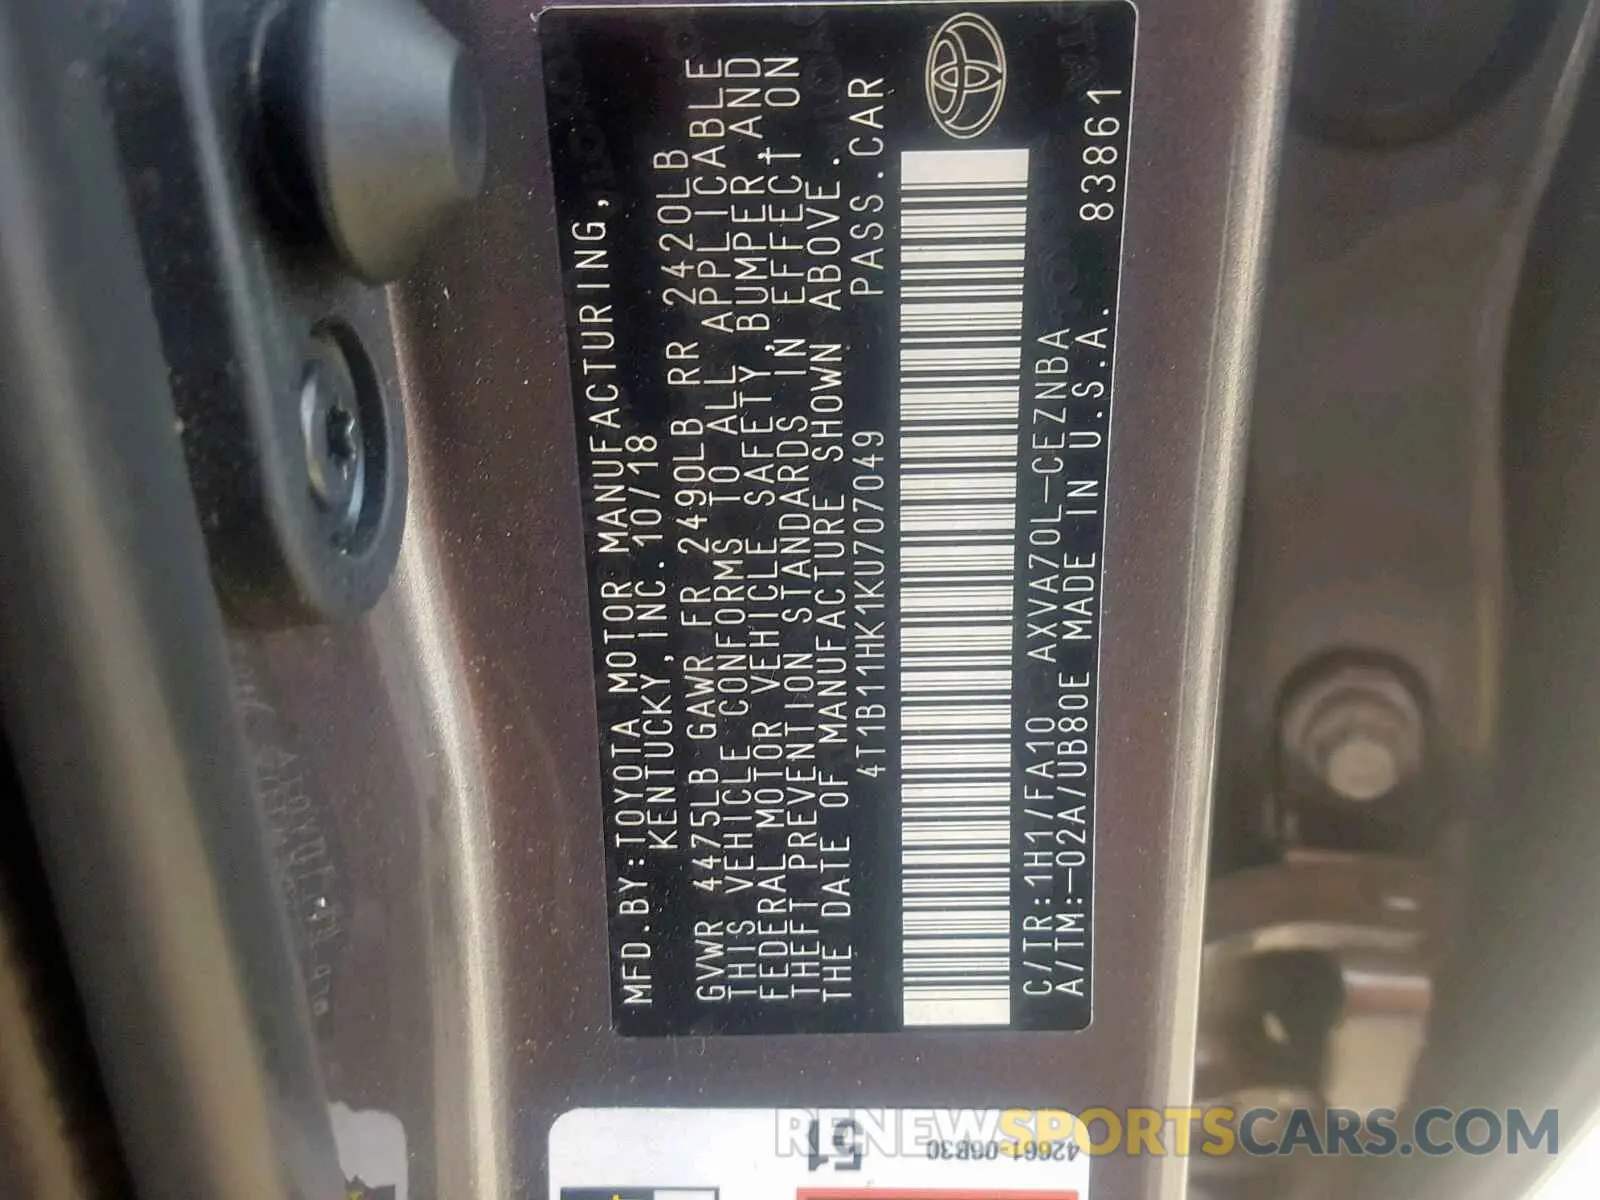 MFD.BY:TOYOTA MOTOR MANUFACTURING,
KENTUCKY,INC. 10/18
GVWR 4475LB GAWR FR 2490LB RR 2420LB
THIS VEHICLE CONFORMS TO ALL APPLICABLE
FEDERAL MOTOR VEHICLE SAFETY,BUMPER,AND
THEFT PREVENTION STANDARDS IN EFFECT ON
THE DATE OF MANUFACTURE SHOWN ABOVE.
4T1B11HK1KU707049 PASS.CAR
C/TR:1H1/FA10 AXVA70L-CEZNBA
A/TM:-02A/UB80E MADE IN U.S.A. 83861
51
42661-06B30
RENEWSPORTSCARS.COM